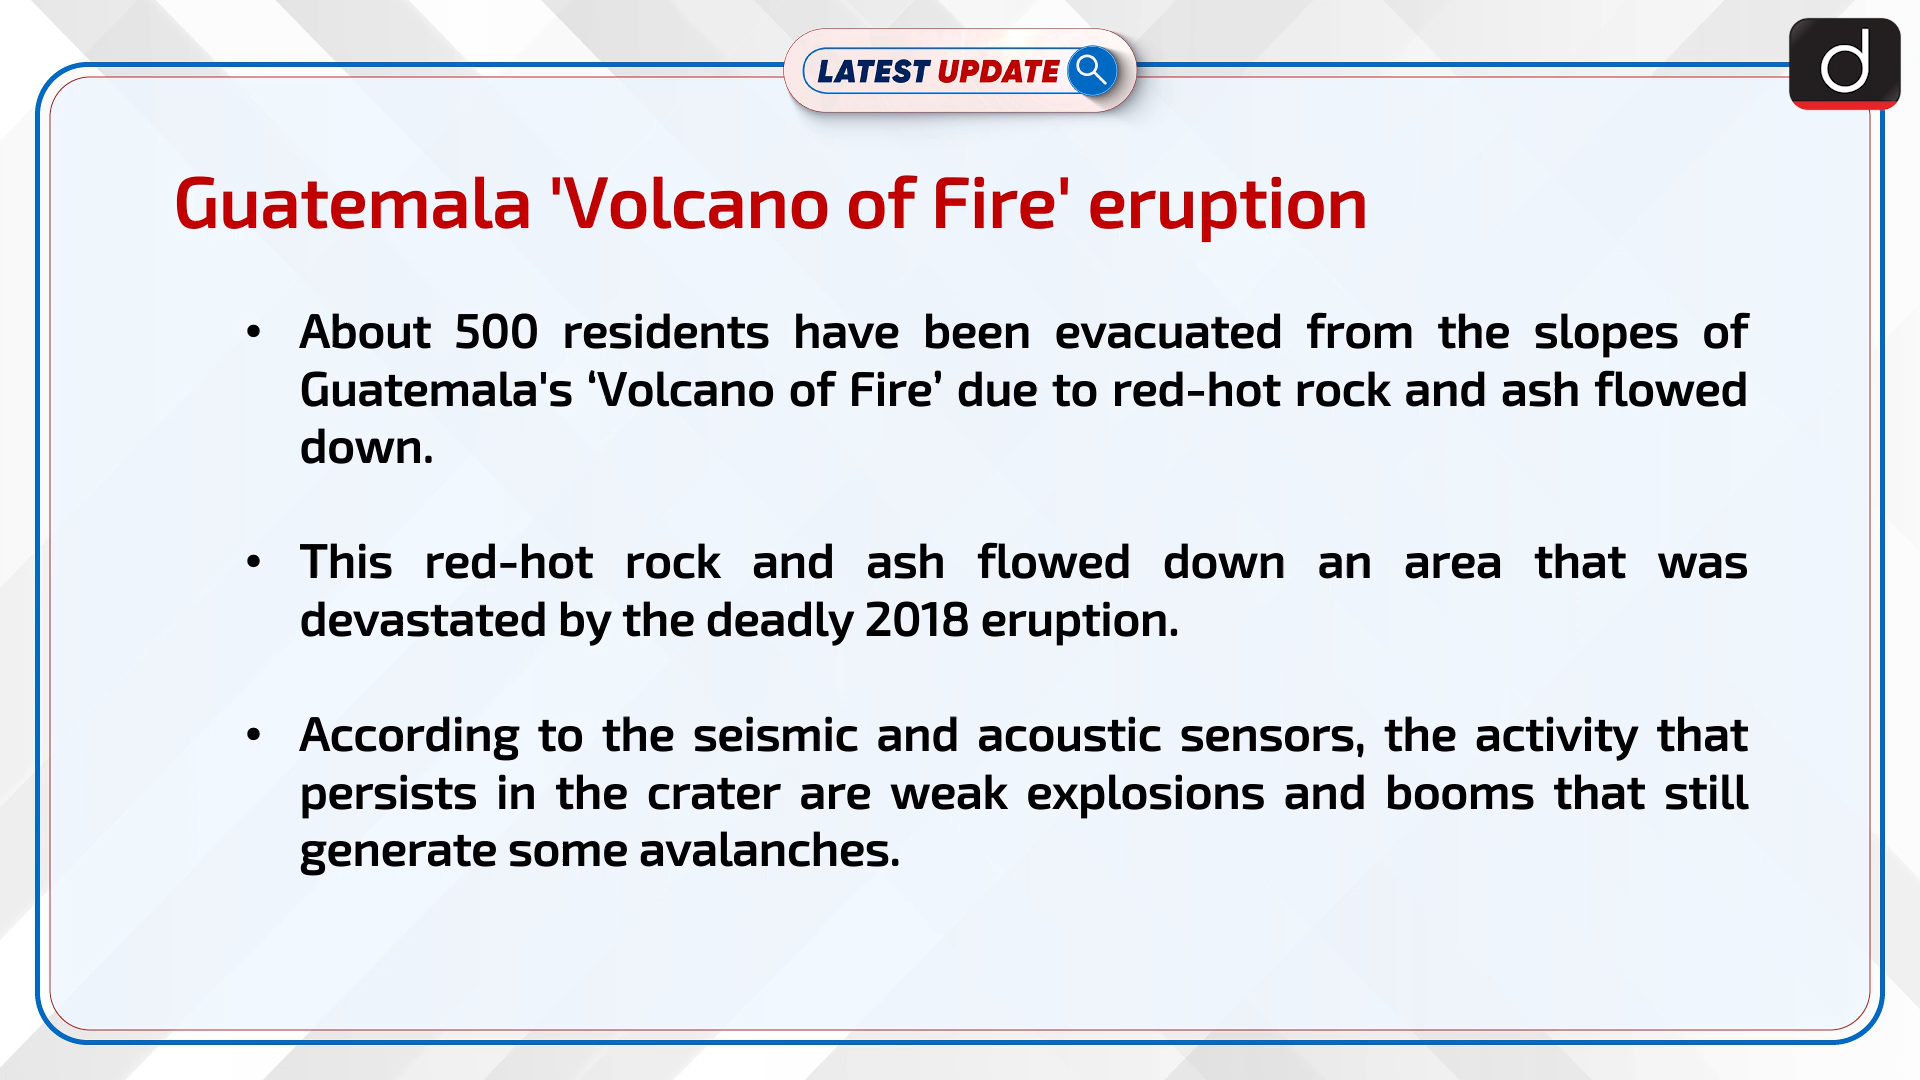 LATEST UPDATE
d
Guatemala 'Volcano of Fire' eruption
• About 500 residents have been evacuated from the slopes of
Guatemala's ‘Volcano of Fire’ due to red-hot rock and ash flowed
down.
• This red-hot rock and ash flowed down an area that was
devastated by the deadly 2018 eruption.
• According to the seismic and acoustic sensors, the activity that
persists in the crater are weak explosions and booms that still
generate some avalanches.